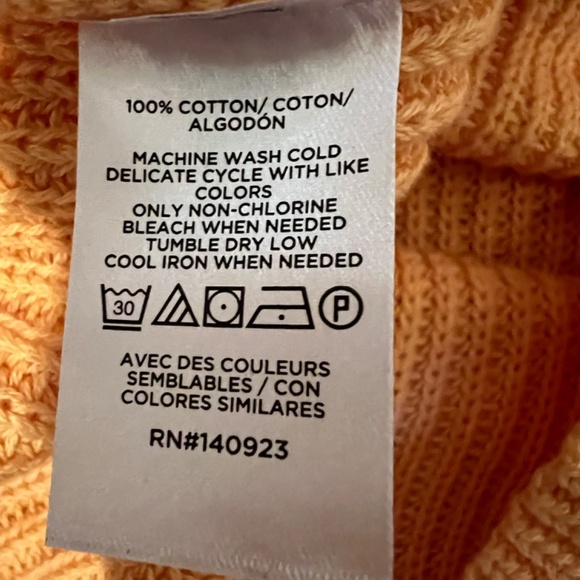 100% COTTON/ COTON/
ALGODÓN
MACHINE WASH COLD
DELICATE CYCLE WITH LIKE
COLORS
ONLY NON-CHLORINE
BLEACH WHEN NEEDED
TUMBLE DRY LOW
COOL IRON WHEN NEEDED
30 P
AVEC DES COULEURS
SEMBLABLES / CON
COLORES SIMILARES
RN#140923